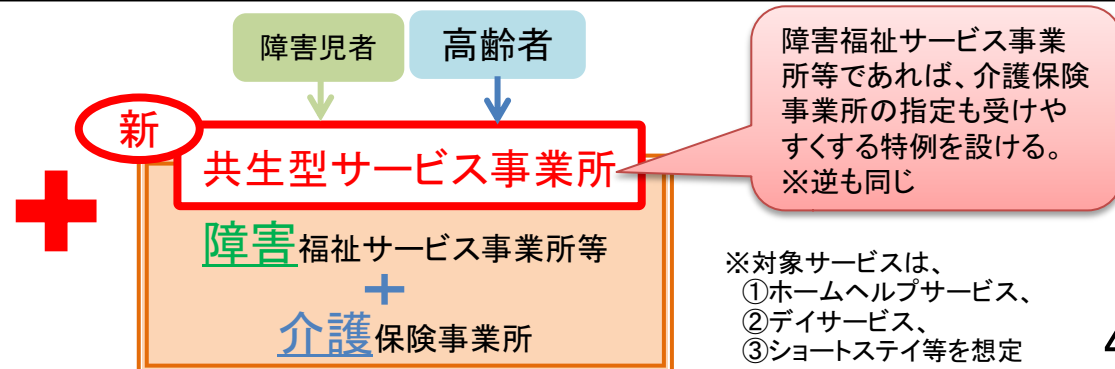 障害児者
高齢者
新
共生型サービス事業所
障害福祉サービス事業所等
+
介護保険事業所
障害福祉サービス事業
所等であれば、介護保険
事業所の指定も受けや
すくする特例を設ける。
※逆も同じ
※対象サービスは、
①ホームヘルプサービス、
②デイサービス、
③ショートステイ等を想定